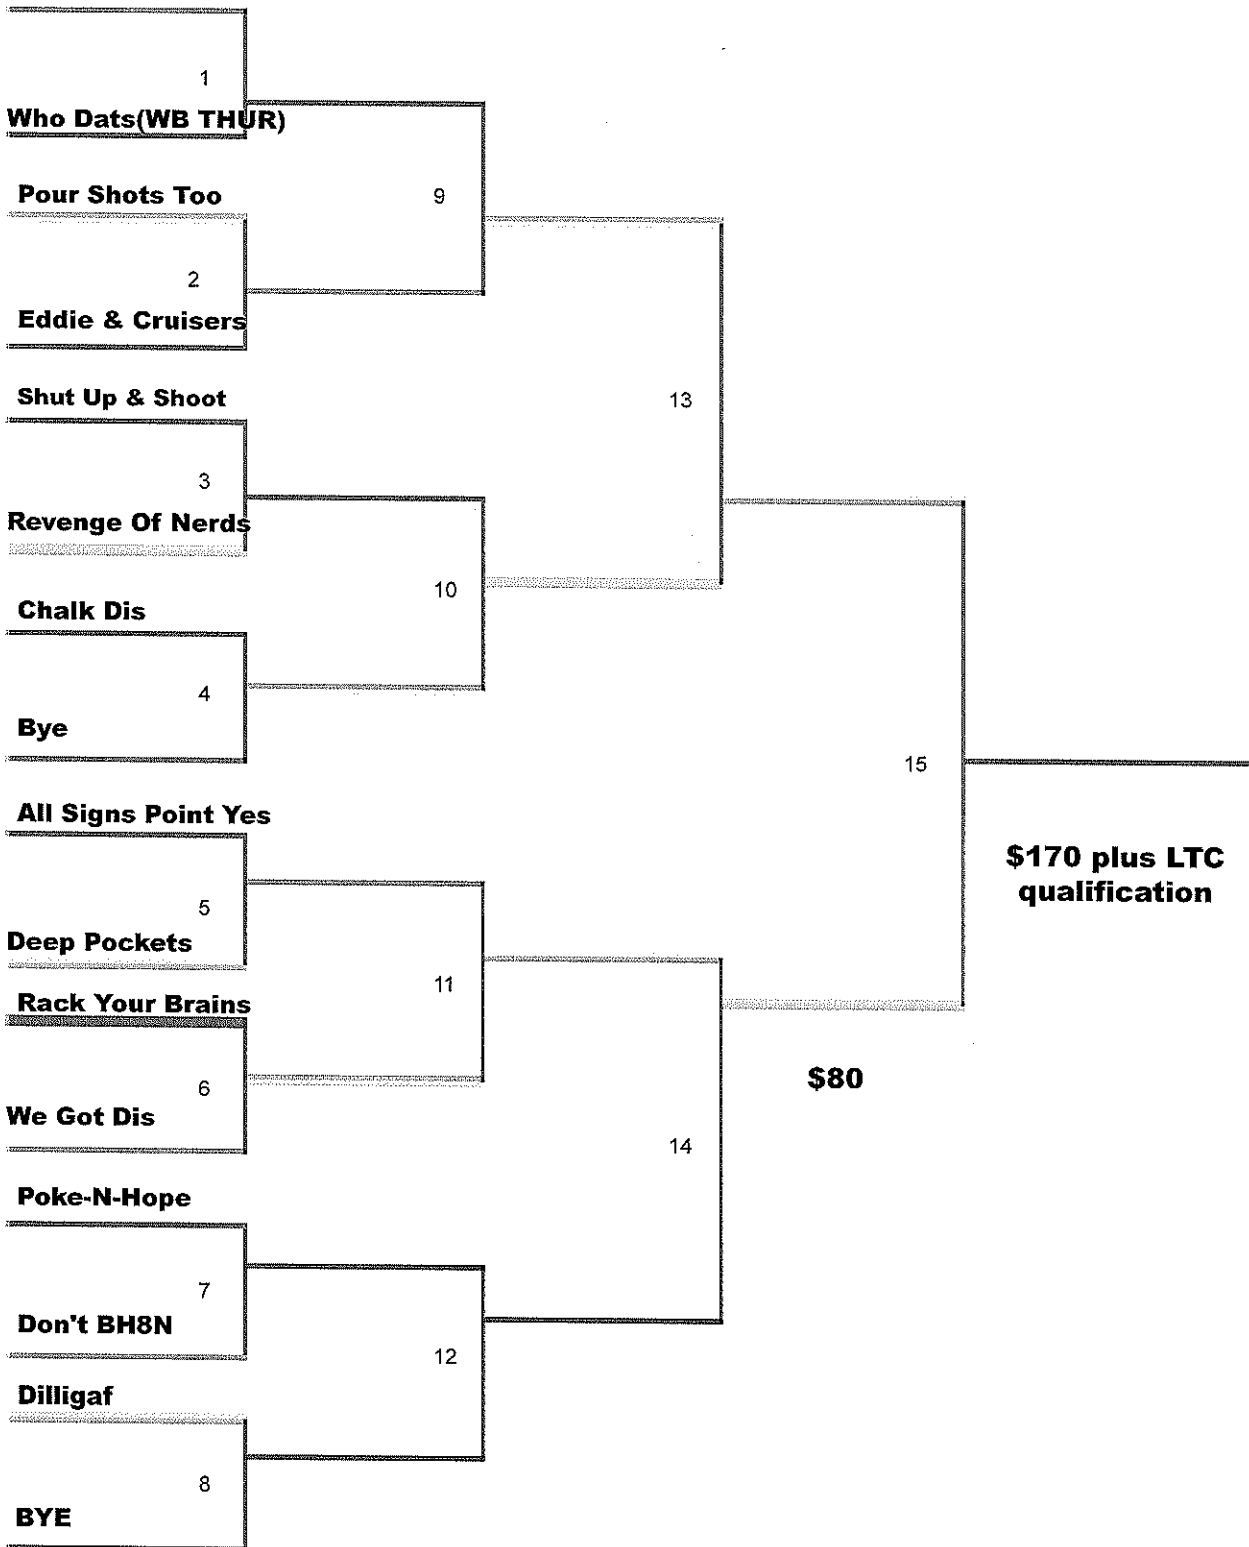 1
Who Dats(WB THUR)
Pour Shots Too
9
2
Eddie & Cruisers
Shut Up & Shoot
13
3
Revenge Of Nerds
10
Chalk Dis
4
Bye
15
All Signs Point Yes
$170 plus LTC
qualification
5
Deep Pockets
11
Rack Your Brains
$80
6
We Got Dis
14
Poke-N-Hope
7
Don't BH8N
12
Dilligaf
8
BYE